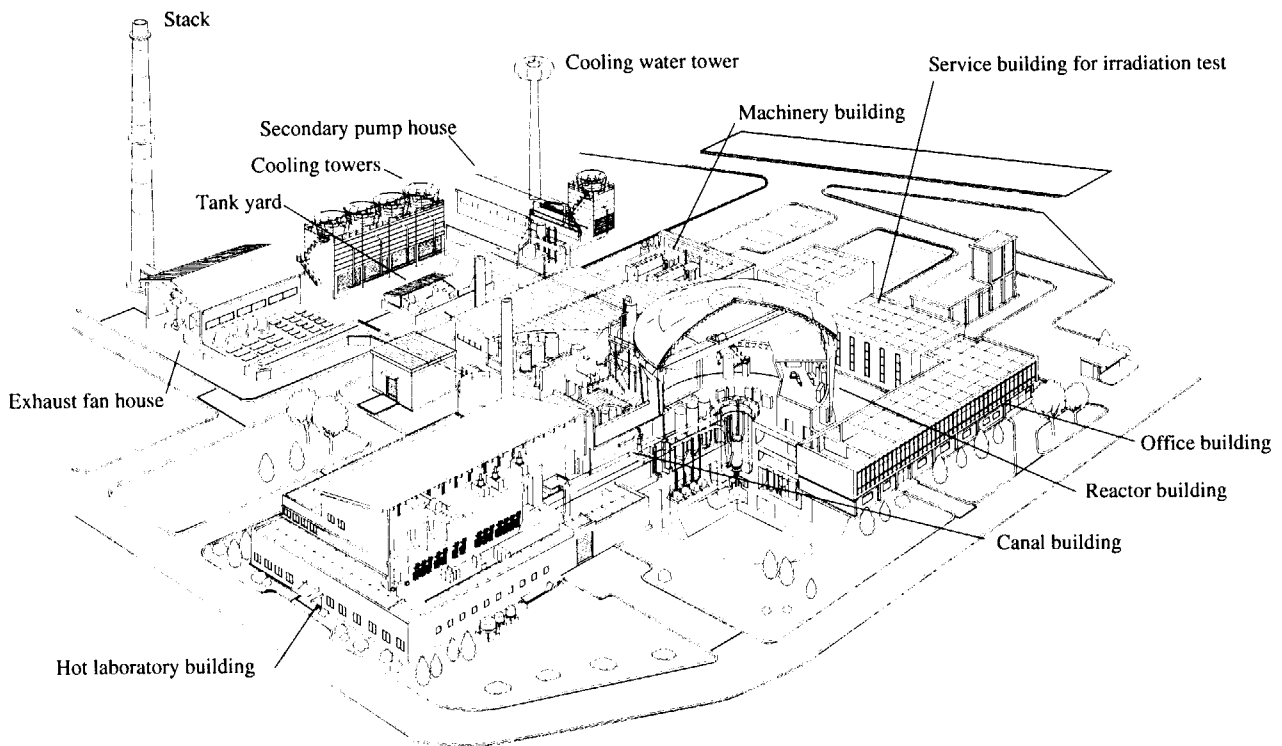 Stack
Cooling water tower
Service building for irradiation test
Machinery building
Secondary pump house
Cooling towers
Tank yard
Exhaust fan house
Office building
Reactor building
Canal building
Hot laboratory building